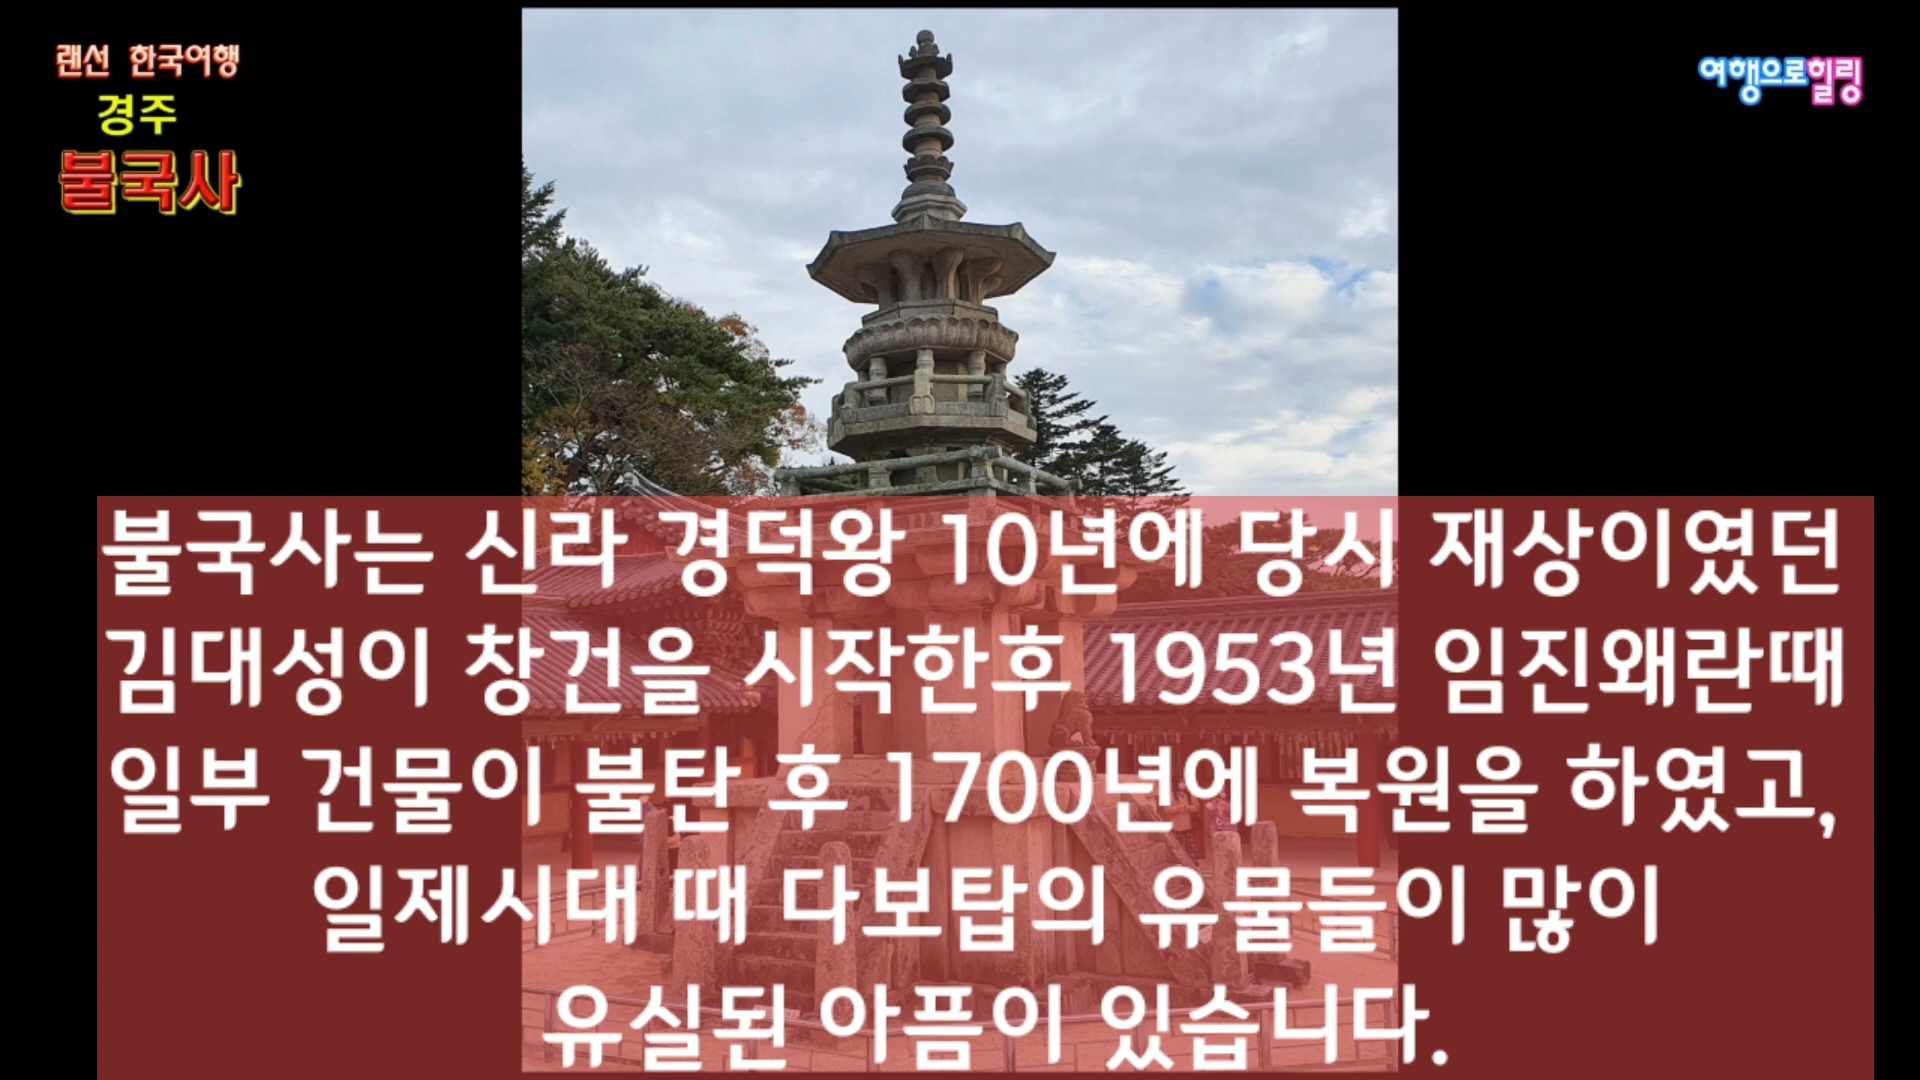 랜선 한국여행
경주
불국사
여행으로힐링
불국사는 신라 경덕왕 10년에 당시 재상이였던
김대성이 창건을 시작한후 1953년 임진왜란때
일부 건물이 불탄 후 1700년에 복원을 하였고,
일제시대 때 다보탑의 유물들이 많이
유실된 아픔이 있습니다.